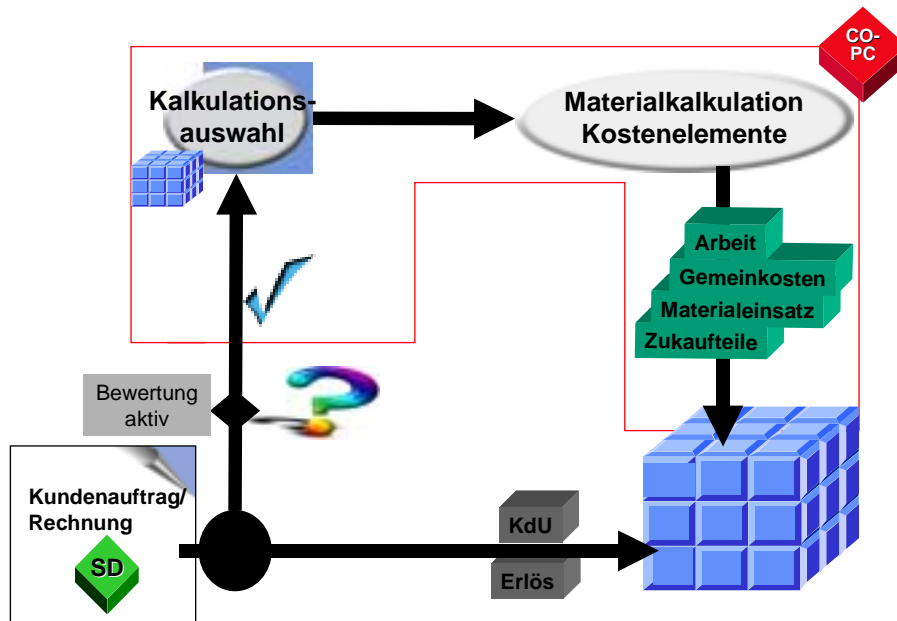 CO-
PC
Kalkulations-
auswahl
Materialkalkulation
Kostenelemente
Arbeit
Gemeinkosten
Materialeinsatz
Zukaufteile
Bewertung
aktiv
Kundenauftrag/
Rechnung
SD
KdU
Erlös